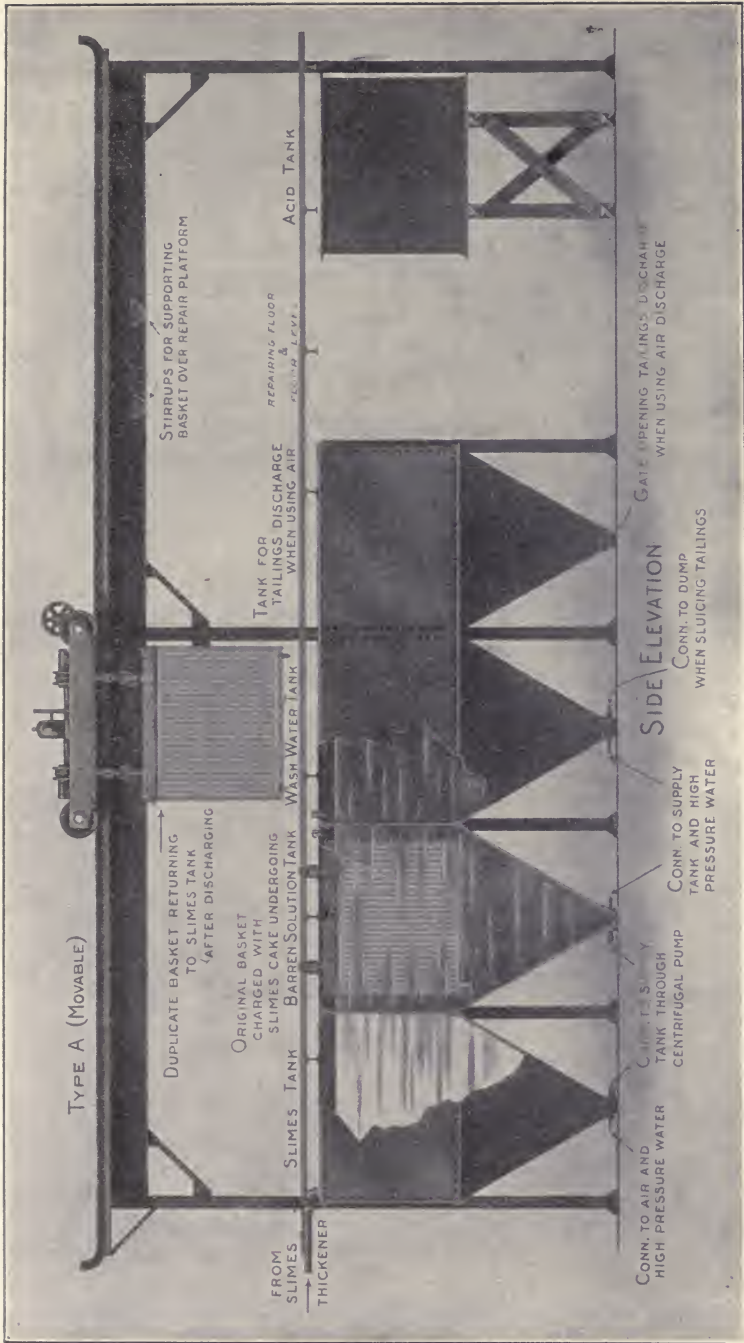 TYPE A (MOVABLE)
DUPLICATE BASKET RETURNING
TO SLIMES TANK
AFTER DISCHARGING
STIRRUPS FOR SUPPORTING
BASKET OVER REPAIR PLATFORM
ORIGINAL BASKET
CHARGED WITH
SLIMES CAKE UNDERGOING
TANK FOR
TAILINGS DISCHARGE
WHEN USING AIR
REPAIRING FLOOR
&
LEVEL
FROM
SLIMES
THICKENER
SLIMES TANK
BARREN SOLUTION TANK
WASH WATER TANK
ACID TANK
CONN. TO AIR AND
HIGH PRESSURE WATER
TANK THROUGH
CENTRIFUGAL PUMP
CONN. TO SUPPLY
TANK AND HIGH
PRESSURE WATER
SIDE ELEVATION
CONN. TO DUMP
WHEN SLUICING TAILINGS
GATE OPENING TAILINGS DISCHARGE
WHEN USING AIR DISCHARGE